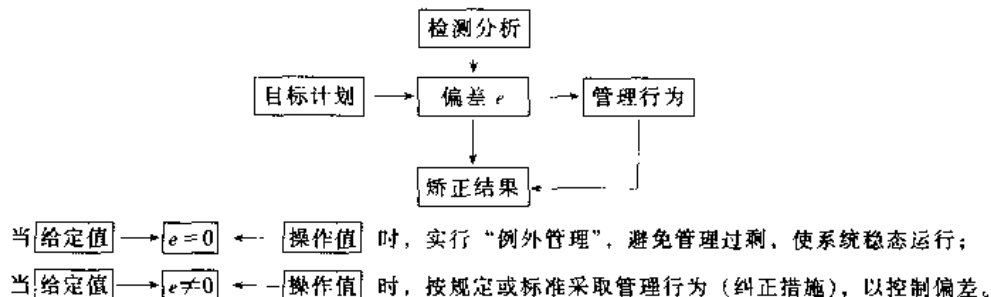 检测分析
目标计划 偏差 e 管理行为
矫正结果
当 给定值 e=0 操作值 时，实行“例外管理”，避免管理过剩，使系统稳态运行；
当 给定值 e≠0 操作值 时，按规定或标准采取管理行为（纠正措施），以控制偏差。